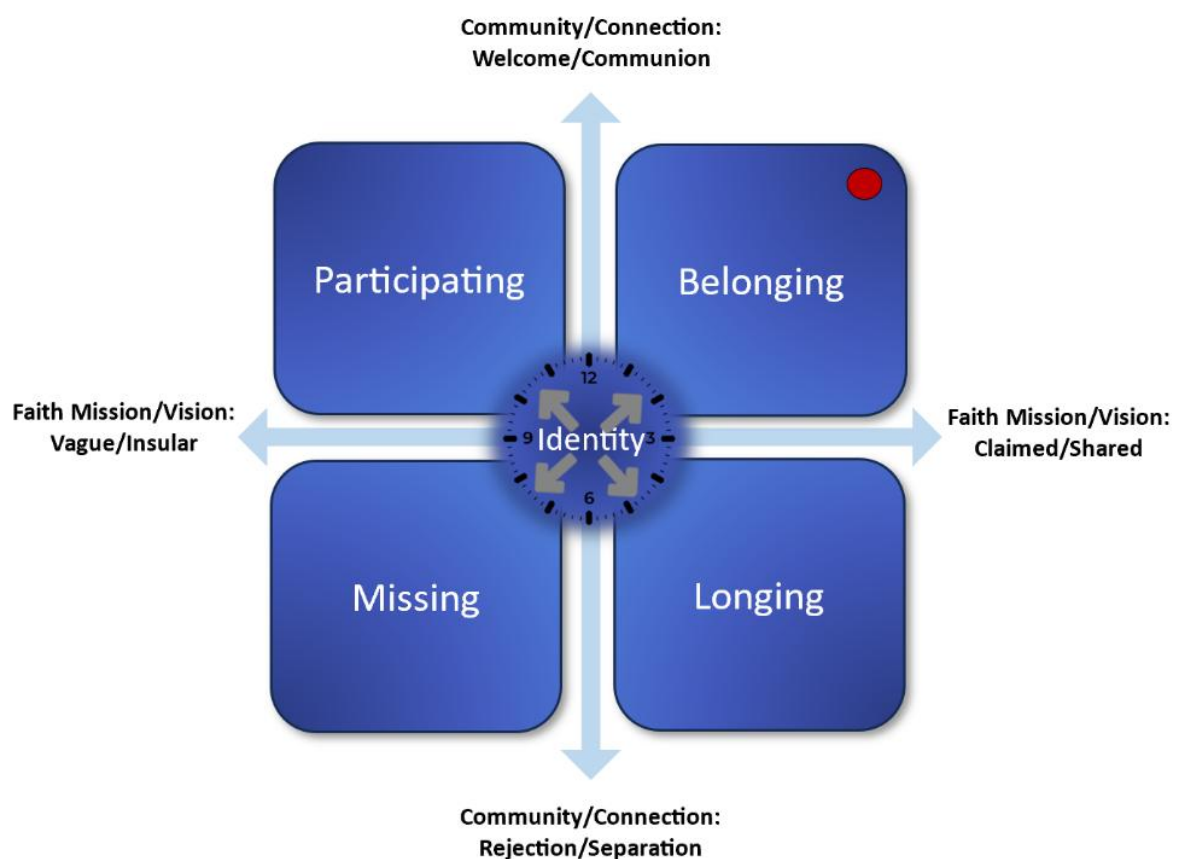 Community/Connection:
Welcome/Communion
Participating
Belonging
12
Faith Mission/Vision:
Vague/Insular
9
Identity
3
Faith Mission/Vision:
Claimed/Shared
6
Missing
Longing
Community/Connection:
Rejection/Separation